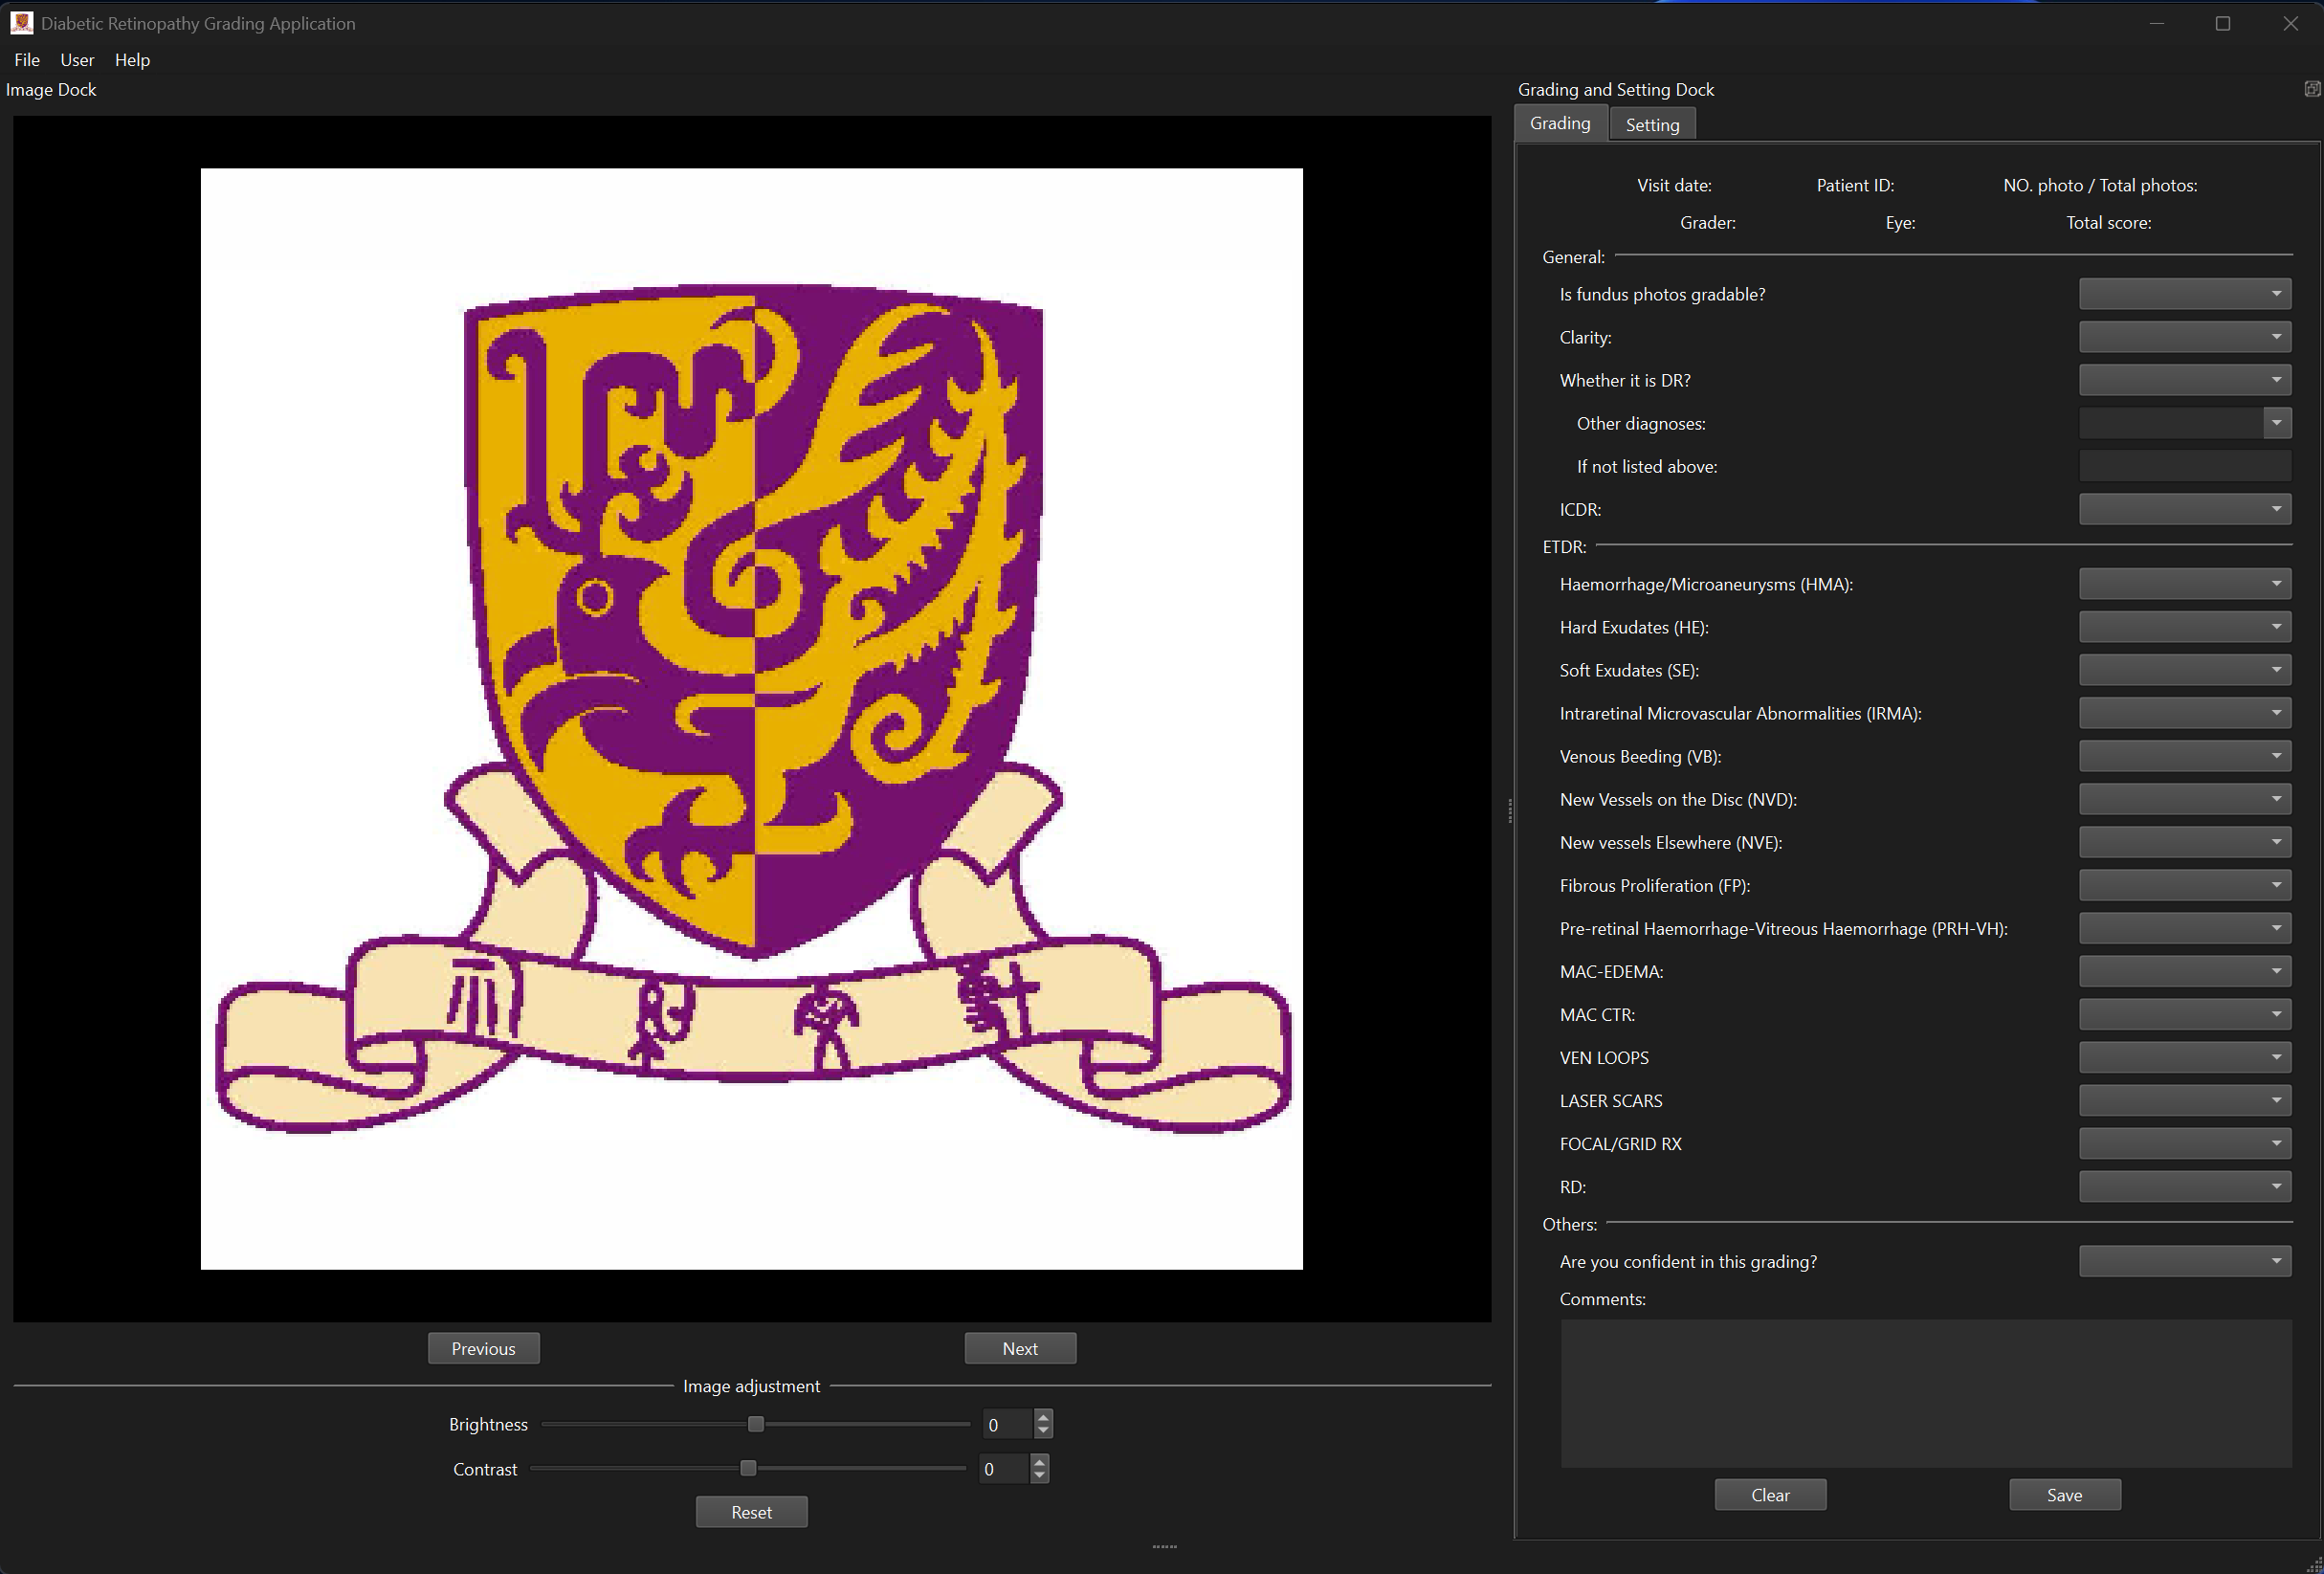 Diabetic Retinopathy Grading Application
File User Help
Image Dock
Previous Next
Image adjustment
Brightness 0
Contrast 0
Reset
Grading and Setting Dock
Grading Setting
Visit date: Patient ID: NO. photo / Total photos:
Grader: Eye: Total score:
General:
Is fundus photos gradable?
Clarity:
Whether it is DR?
Other diagnoses:
If not listed above:
ICDR:
ETDR:
Haemorrhage/Microaneurysms (HMA):
Hard Exudates (HE):
Soft Exudates (SE):
Intraretinal Microvascular Abnormalities (IRMA):
Venous Beeding (VB):
New Vessels on the Disc (NVD):
New vessels Elsewhere (NVE):
Fibrous Proliferation (FP):
Pre-retinal Haemorrhage-Vitreous Haemorrhage (PRH-VH):
MAC-EDEMA:
MAC CTR:
VEN LOOPS
LASER SCARS
FOCAL/GRID RX
RD:
Others:
Are you confident in this grading?
Comments:
Clear Save